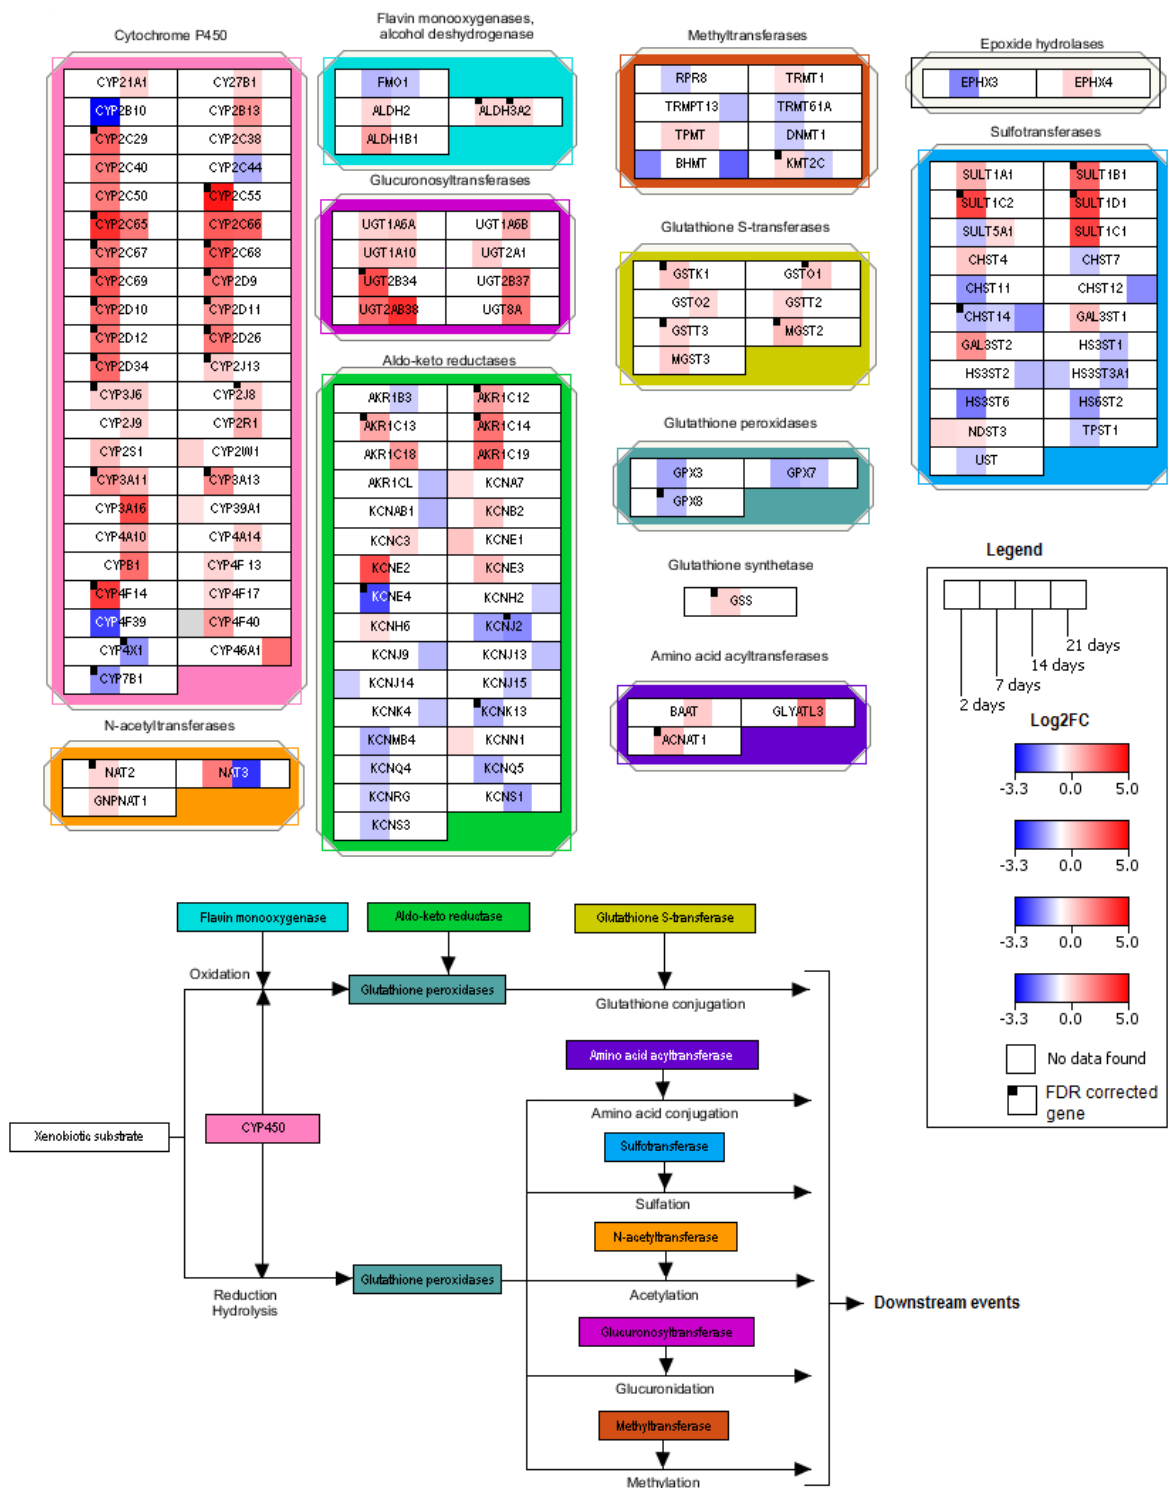 Cytochrome P450
CYP21A1 CY27B1
CYP2B10 CYP2B13
CYP2C29 CYP2C38
CYP2C40 CYP2C44
CYP2C50 CYP2C55
CYP2C65 CYP2C66
CYP2C67 CYP2C68
CYP2C69 CYP2D9
CYP2D10 CYP2D11
CYP2D12 CYP2D26
CYP2D34 CYP2J13
CYP3J6 CYP2J8
CYP2J9 CYP2R1
CYP2S1 CYP2W1
CYP3A11 CYP3A13
CYP3A16 CYP39A1
CYP4A10 CYP4A14
CYPB1 CYP4F13
CYP4F14 CYP4F17
CYP4F39 CYP4F40
CYP4X1 CYP46A1
CYP7B1
N-acetyltransferases
NAT2 NAT3
GNPNAT1
Flavin monooxygenases,
alcohol deshydrogenase
FMO1
ALDH2 ALDH3A2
ALDH1B1
Glucuronosyltransferases
UGT1A6A UGT1A6B
UGT1A10 UGT2A1
UGT2B34 UGT2B37
UGT2AB38 UGT8A
Aldo-keto reductases
AKR1B3 AKR1C12
AKR1C13 AKR1C14
AKR1C18 AKR1C19
AKR1CL KCNA7
KCNAB1 KCNB2
KCNC3 KCNE1
KCNE2 KCNE3
KCNE4 KCNH2
KCNH6 KCNJ2
KCNJ9 KCNJ13
KCNJ14 KCNJ15
KCNK4 KCNK13
KCNMB4 KCNN1
KCNQ4 KCNQ5
KCNRG KCNS1
KCNS3
Methyltransferases
RPR8 TRMT1
TRMPT13 TRMT61A
TPMT DNMT1
BHMT KMT2C
Glutathione S-transferases
GSTK1 GSTO1
GSTO2 GSTT2
GSTT3 MGST2
MGST3
Glutathione peroxidases
GPX3 GPX7
GPX8
Glutathione synthetase
GSS
Amino acid acyltransferases
BAAT GLYATL3
ACNAT1
Epoxide hydrolases
EPHX3 EPHX4
Sulfotransferases
SULT1A1 SULT1B1
SULT1C2 SULT1D1
SULT5A1 SULT1C1
CHST4 CHST7
CHST11 CHST12
CHST14 GAL3ST1
GAL3ST2 HS3ST1
HS3ST2 HS3ST3A1
HS3ST6 HS6ST2
NDST3 TPST1
UST
Legend
21 days
14 days
7 days
2 days
Log2FC
-3.3 0.0 5.0
-3.3 0.0 5.0
-3.3 0.0 5.0
-3.3 0.0 5.0
No data found
FDR corrected
gene
Flavin monooxygenase
Aldo-keto reductase
Glutathione S-transferase
Oxidation
Glutathione peroxidases
Glutathione conjugation
Amino acid acyltransferase
Amino acid conjugation
CYP450
Xenobiotic substrate
Sulfotransferase
Sulfation
N-acetyltransferase
Glutathione peroxidases
Reduction
Hydrolysis
Acetylation
Downstream events
Glucuronosyltransferase
Glucuronidation
Methyltransferase
Methylation